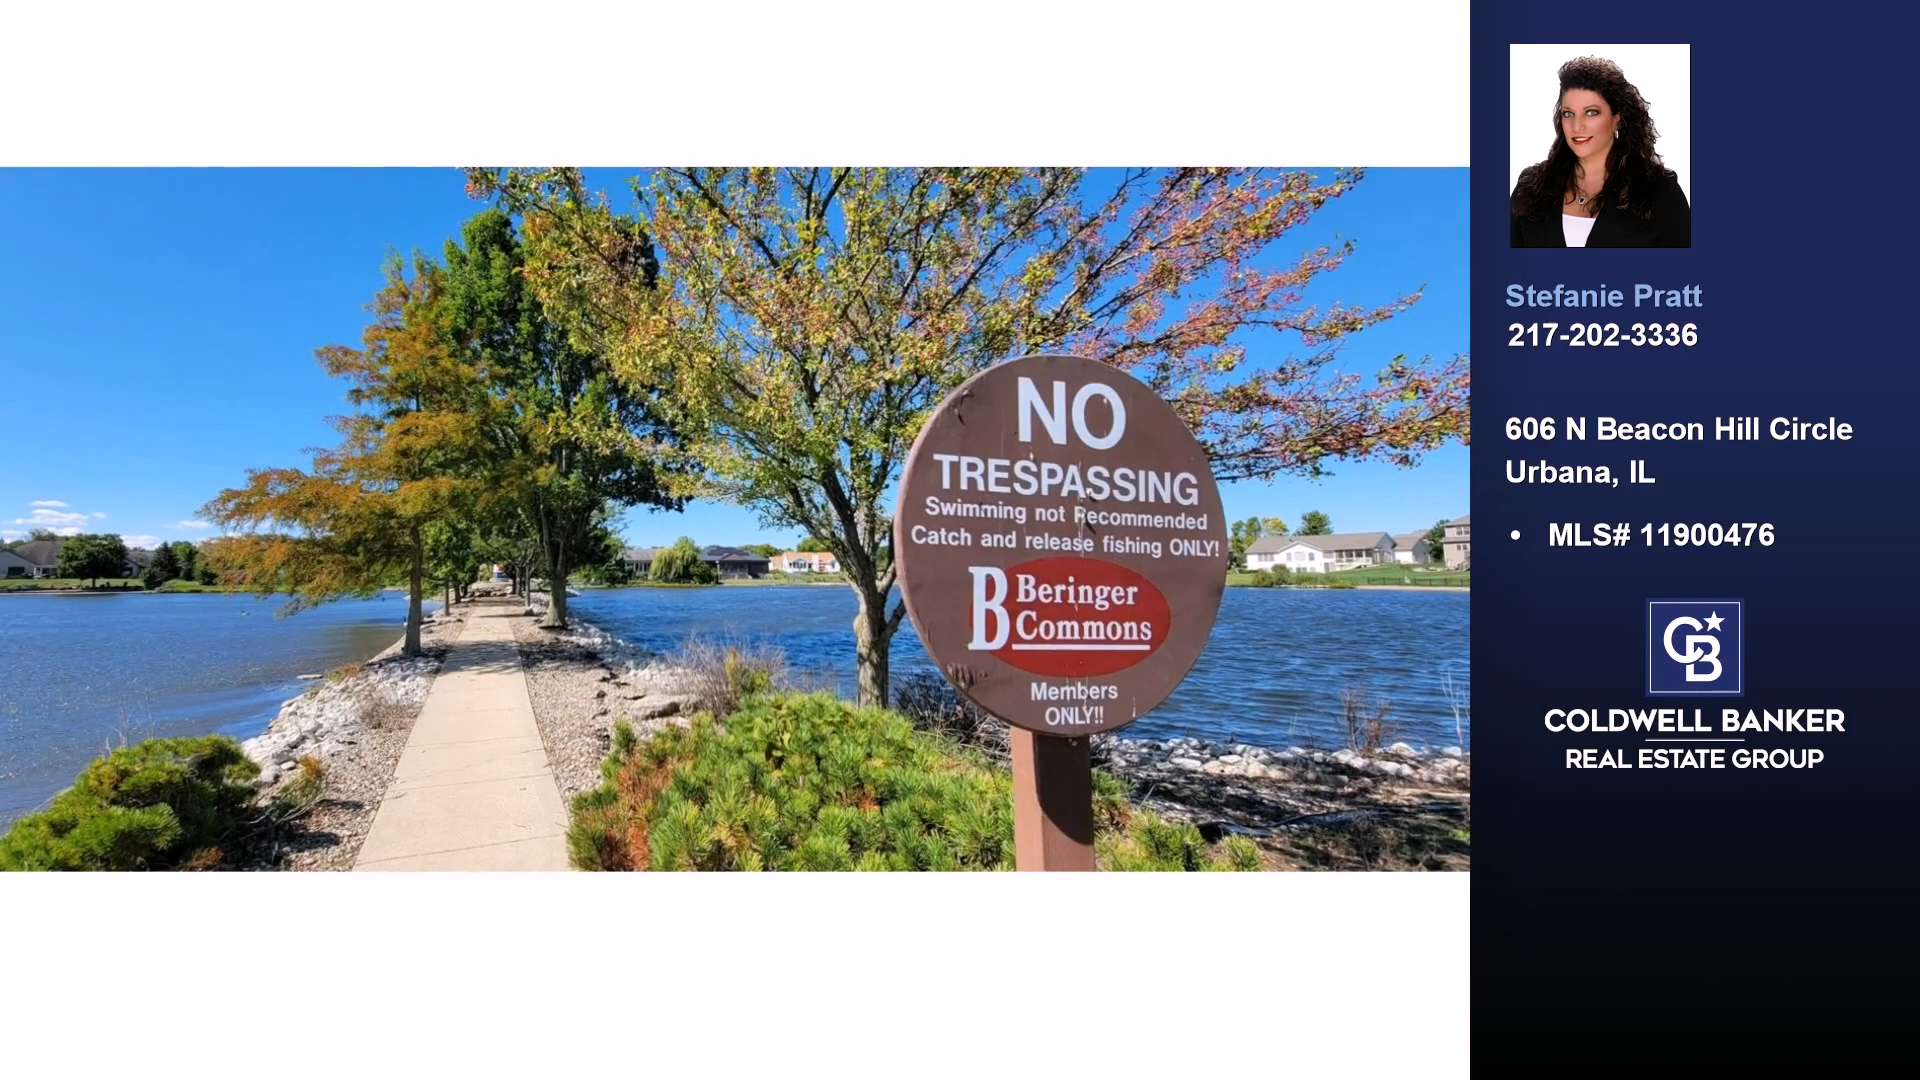 NO
TRESPASSING
Swimming not Recommended
Catch and release fishing ONLY!
B Beringer
Commons
Members
ONLY!!
Stefanie Pratt
217-202-3336
606 N Beacon Hill Circle
Urbana, IL
• MLS# 11900476
CB
COLDWELL BANKER
REAL ESTATE GROUP